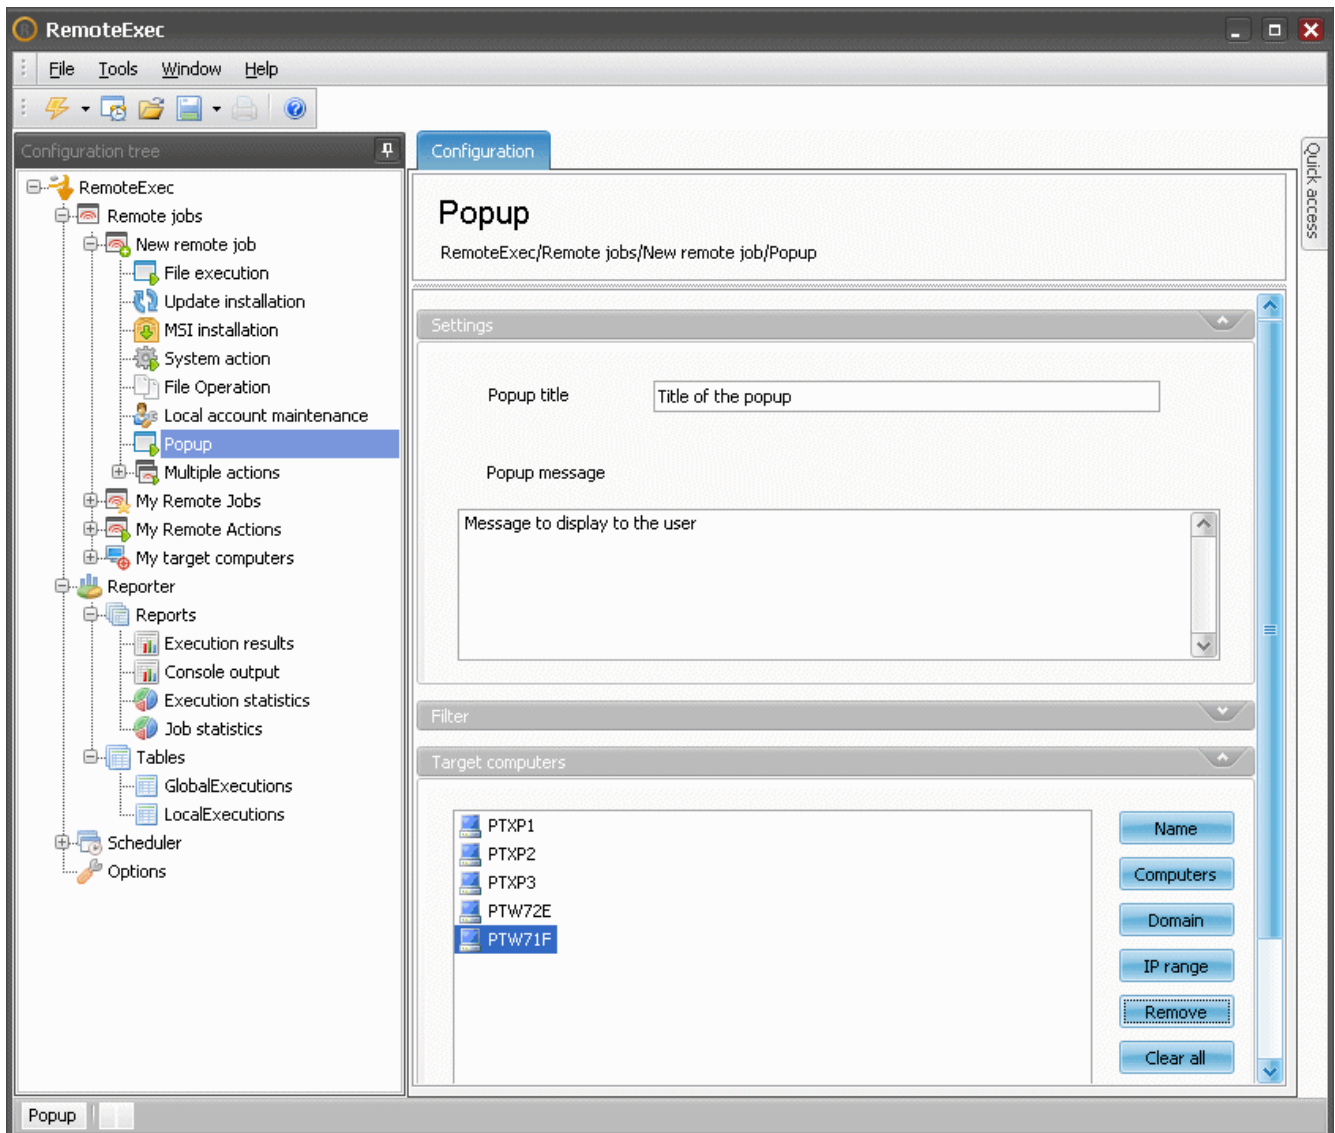 RemoteExec
File Tools Window Help
Configuration tree
RemoteExec
Remote jobs
New remote job
File execution
Update installation
MSI installation
System action
File Operation
Local account maintenance
Popup
Multiple actions
My Remote Jobs
My Remote Actions
My target computers
Reporter
Reports
Execution results
Console output
Execution statistics
Job statistics
Tables
GlobalExecutions
LocalExecutions
Scheduler
Options
Configuration
Popup
RemoteExec/Remote jobs/New remote job/Popup
Settings
Popup title
Title of the popup
Popup message
Message to display to the user
Filter
Target computers
PTXP1
PTXP2
PTXP3
PTW72E
PTW71F
Name
Computers
Domain
IP range
Remove
Clear all
Quick access
Popup